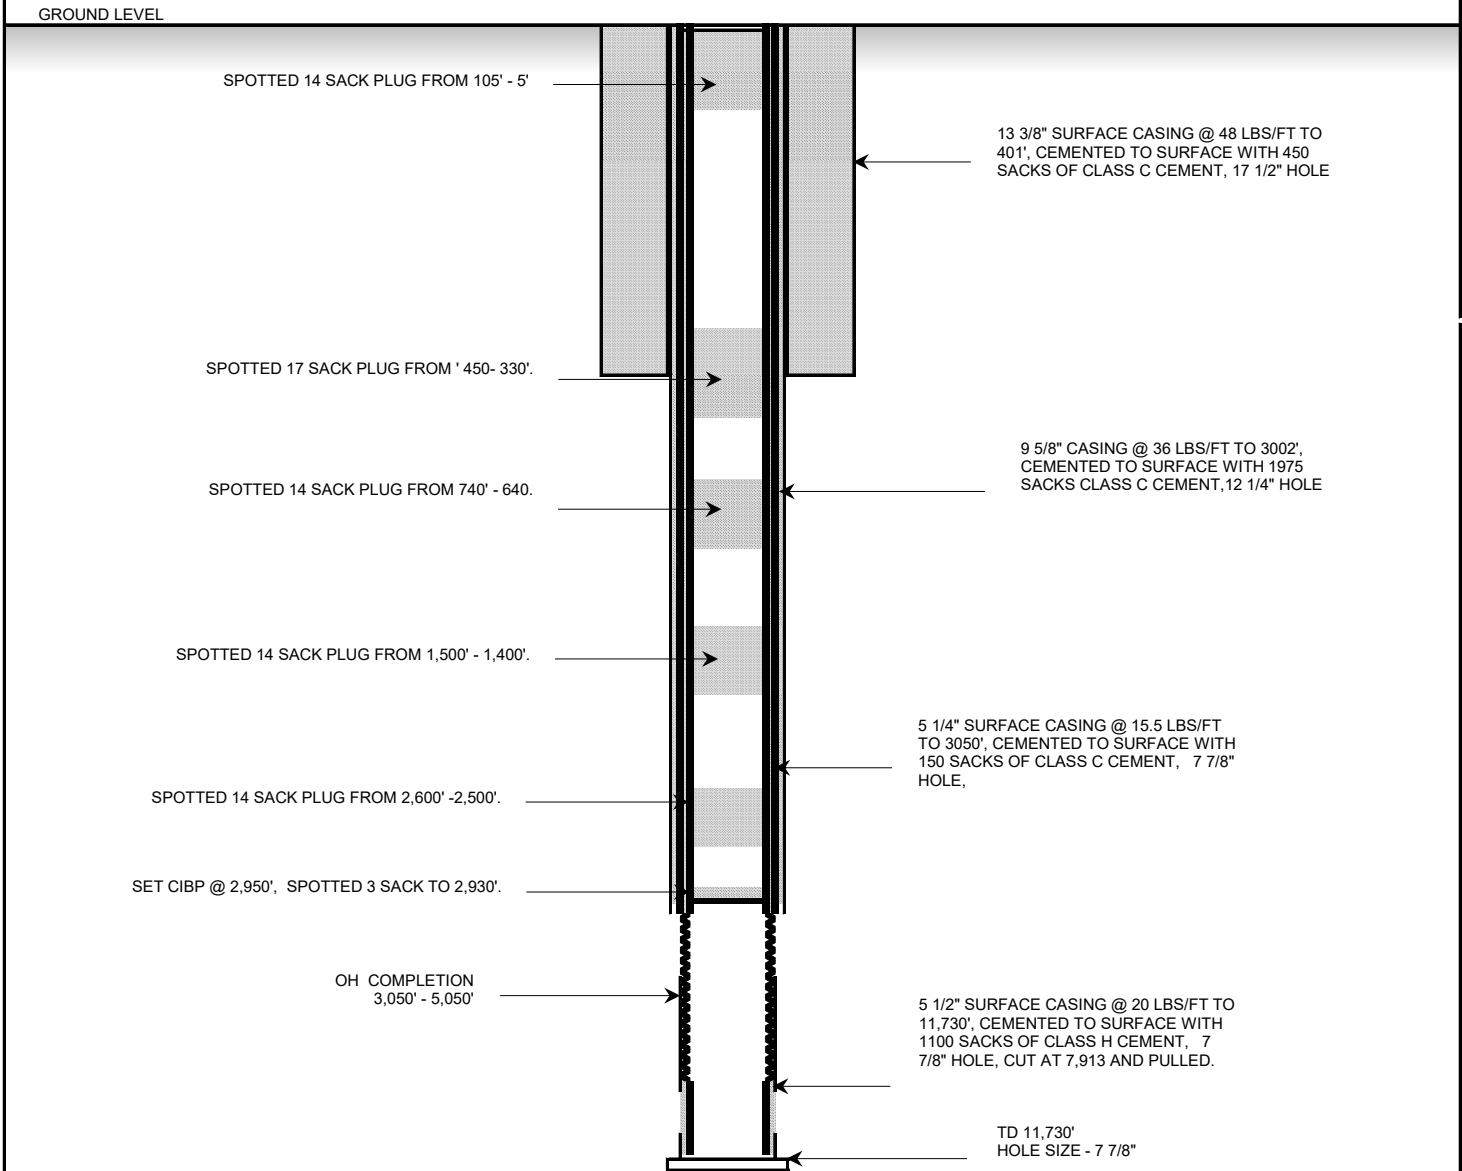 GROUND LEVEL
SPOTTED 14 SACK PLUG FROM 105' - 5'
13 3/8" SURFACE CASING @ 48 LBS/FT TO
401', CEMENTED TO SURFACE WITH 450
SACKS OF CLASS C CEMENT, 17 1/2" HOLE
SPOTTED 17 SACK PLUG FROM ' 450- 330'.
9 5/8" CASING @ 36 LBS/FT TO 3002',
CEMENTED TO SURFACE WITH 1975
SACKS CLASS C CEMENT,12 1/4" HOLE
SPOTTED 14 SACK PLUG FROM 740' - 640.
SPOTTED 14 SACK PLUG FROM 1,500' - 1,400'.
5 1/4" SURFACE CASING @ 15.5 LBS/FT
TO 3050', CEMENTED TO SURFACE WITH
150 SACKS OF CLASS C CEMENT, 7 7/8"
HOLE,
SPOTTED 14 SACK PLUG FROM 2,600' -2,500'.
SET CIBP @ 2,950', SPOTTED 3 SACK TO 2,930'.
OH COMPLETION
3,050' - 5,050'
5 1/2" SURFACE CASING @ 20 LBS/FT TO
11,730', CEMENTED TO SURFACE WITH
1100 SACKS OF CLASS H CEMENT, 7
7/8" HOLE, CUT AT 7,913 AND PULLED.
TD 11,730'
HOLE SIZE - 7 7/8"